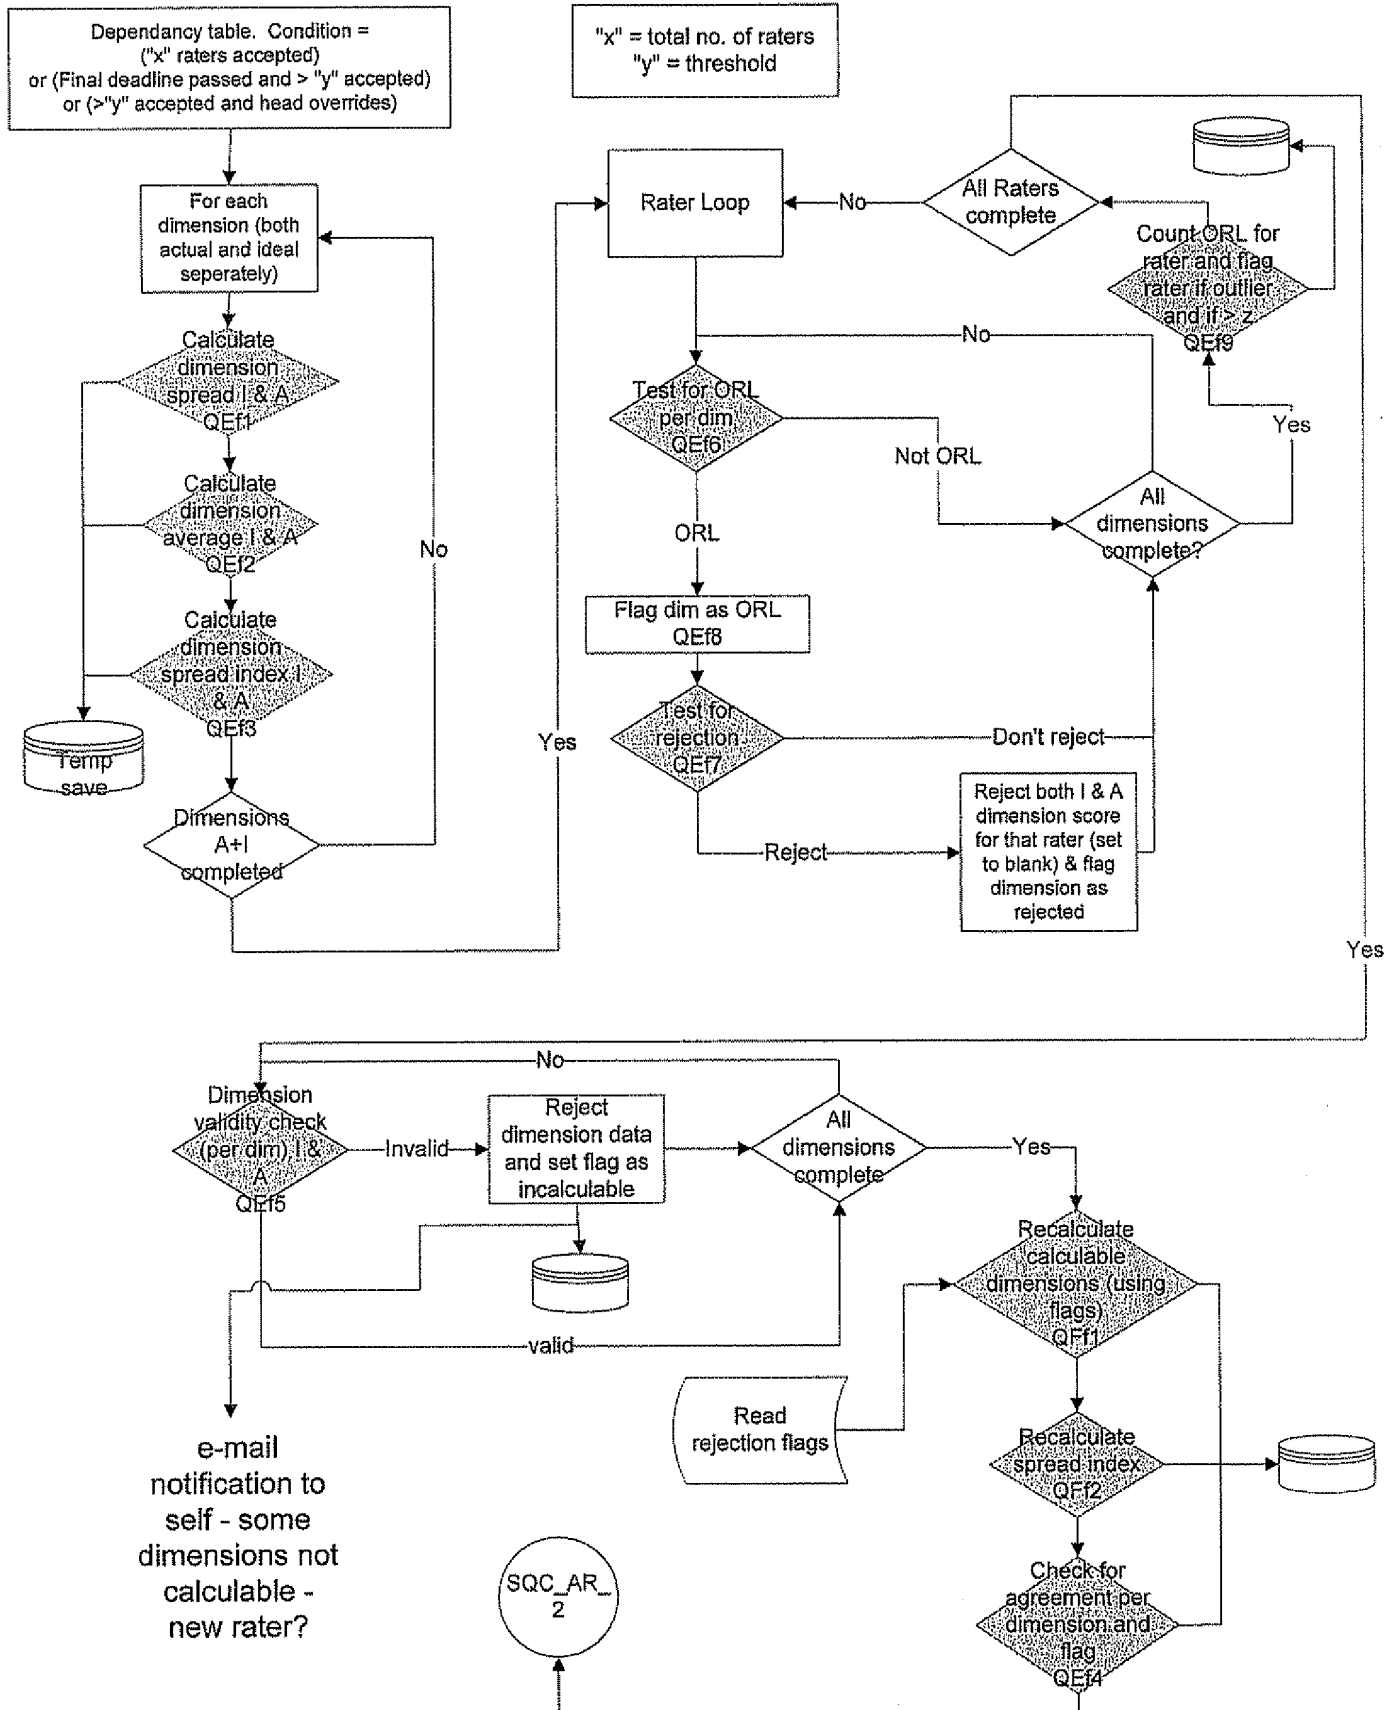 Dependancy table. Condition =
("x" raters accepted)
or (Final deadline passed and > "y" accepted)
or (>"y" accepted and head overrides)
"x" = total no. of raters
"y" = threshold
For each
dimension (both
actual and ideal
seperately)
Calculate
dimension
spread I & A
QEf1
Calculate
dimension
average I & A
QEf2
Calculate
dimension
spread index I
& A
QEf3
Temp
save
Dimensions
A+I
completed
No
Yes
Rater Loop
No
All Raters
complete
Count ORL for
rater and flag
rater if outlier
and if > z
QEf9
No
Test for ORL
per dim
QEf6
Not ORL
Yes
All
dimensions
complete?
ORL
Flag dim as ORL
QEf8
Test for
rejection
QEf7
Don't reject
Reject
Reject both I & A
dimension score
for that rater (set
to blank) & flag
dimension as
rejected
Yes
No
Dimension
validity check
(per dim) I &
A
QEf5
Invalid
Reject
dimension data
and set flag as
incalculable
All
dimensions
complete
Yes
valid
Recalculate
calculable
dimensions (using
flags)
QFf1
Read
rejection flags
Recalculate
spread index
QFf2
Check for
agreement per
dimension and
flag
QEf4
e-mail
notification to
self - some
dimensions not
calculable -
new rater?
SQC_AR_
2